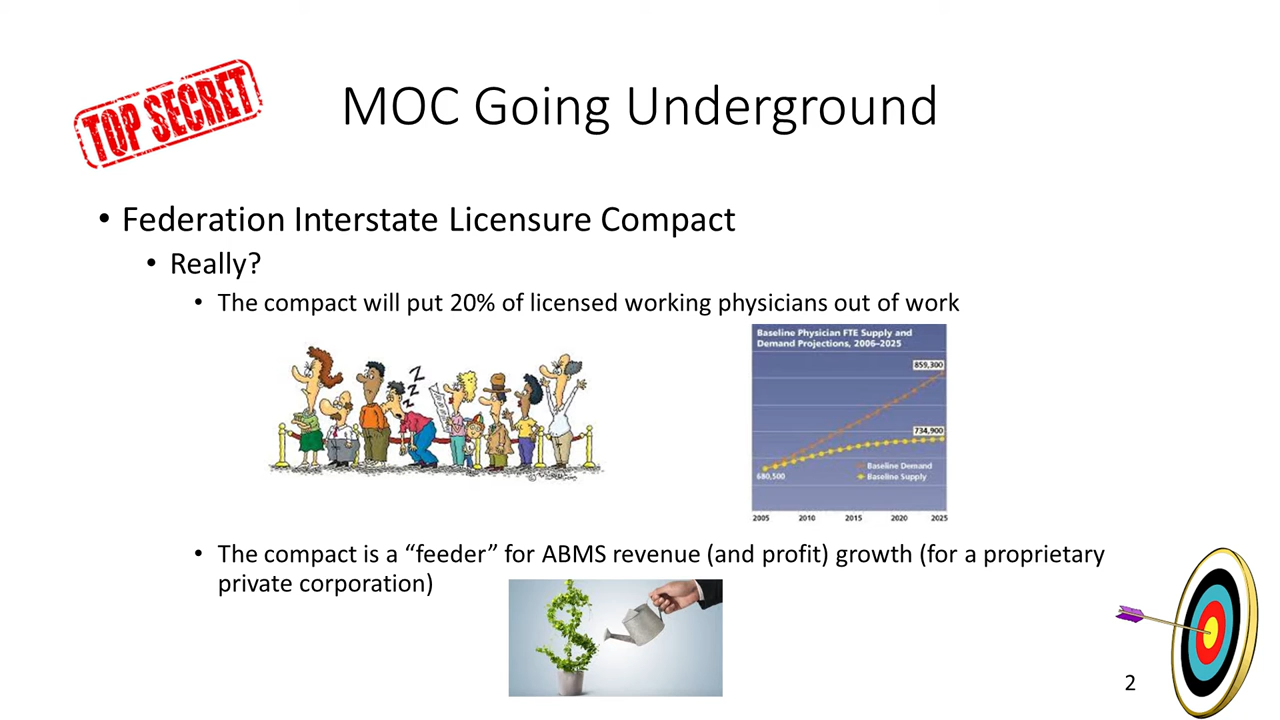 TOP SECRET
MOC Going Underground
• Federation Interstate Licensure Compact
• Really?
• The compact will put 20% of licensed working physicians out of work
Z
Z
Z
Baseline Physician FTE Supply and
Demand Projections, 2006–2025
859,300
734,900
680,500
Baseline Demand
Baseline Supply
2005 2010 2015 2020 2025
• The compact is a “feeder” for ABMS revenue (and profit) growth (for a proprietary
private corporation)
2